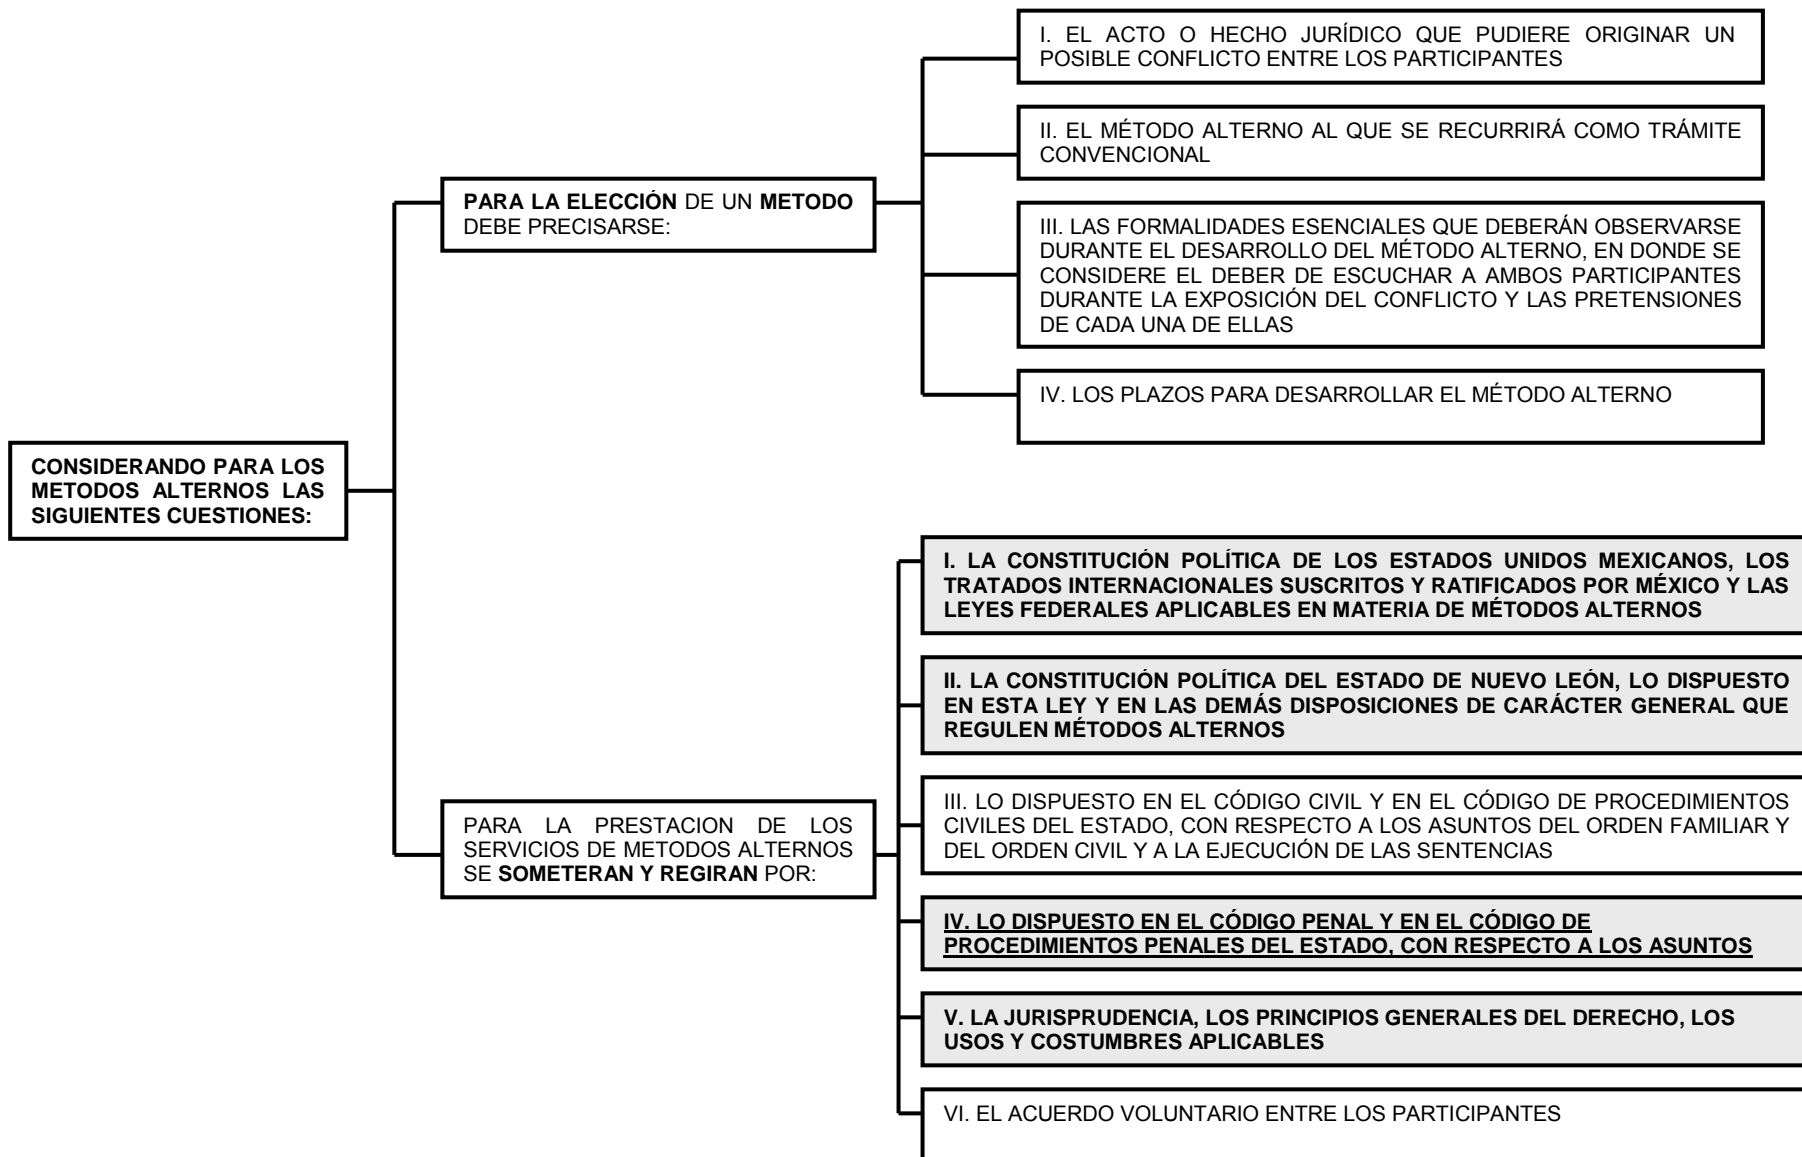 I. EL ACTO O HECHO JURÍDICO QUE PUDIERE ORIGINAR UN
POSIBLE CONFLICTO ENTRE LOS PARTICIPANTES
II. EL MÉTODO ALTERNO AL QUE SE RECURRIRÁ COMO TRÁMITE
CONVENCIONAL
PARA LA ELECCIÓN DE UN METODO
DEBE PRECISARSE:
III. LAS FORMALIDADES ESENCIALES QUE DEBERÁN OBSERVARSE
DURANTE EL DESARROLLO DEL MÉTODO ALTERNO, EN DONDE SE
CONSIDERE EL DEBER DE ESCUCHAR A AMBOS PARTICIPANTES
DURANTE LA EXPOSICIÓN DEL CONFLICTO Y LAS PRETENSIONES
DE CADA UNA DE ELLAS
IV. LOS PLAZOS PARA DESARROLLAR EL MÉTODO ALTERNO
CONSIDERANDO PARA LOS
METODOS ALTERNOS LAS
SIGUIENTES CUESTIONES:
I. LA CONSTITUCIÓN POLÍTICA DE LOS ESTADOS UNIDOS MEXICANOS, LOS
TRATADOS INTERNACIONALES SUSCRITOS Y RATIFICADOS POR MÉXICO Y LAS
LEYES FEDERALES APLICABLES EN MATERIA DE MÉTODOS ALTERNOS
II. LA CONSTITUCIÓN POLÍTICA DEL ESTADO DE NUEVO LEÓN, LO DISPUESTO
EN ESTA LEY Y EN LAS DEMÁS DISPOSICIONES DE CARÁCTER GENERAL QUE
REGULEN MÉTODOS ALTERNOS
PARA LA PRESTACION DE LOS
SERVICIOS DE METODOS ALTERNOS
SE SOMETERAN Y REGIRAN POR:
III. LO DISPUESTO EN EL CÓDIGO CIVIL Y EN EL CÓDIGO DE PROCEDIMIENTOS
CIVILES DEL ESTADO, CON RESPECTO A LOS ASUNTOS DEL ORDEN FAMILIAR Y
DEL ORDEN CIVIL Y A LA EJECUCIÓN DE LAS SENTENCIAS
IV. LO DISPUESTO EN EL CÓDIGO PENAL Y EN EL CÓDIGO DE
PROCEDIMIENTOS PENALES DEL ESTADO, CON RESPECTO A LOS ASUNTOS
V. LA JURISPRUDENCIA, LOS PRINCIPIOS GENERALES DEL DERECHO, LOS
USOS Y COSTUMBRES APLICABLES
VI. EL ACUERDO VOLUNTARIO ENTRE LOS PARTICIPANTES